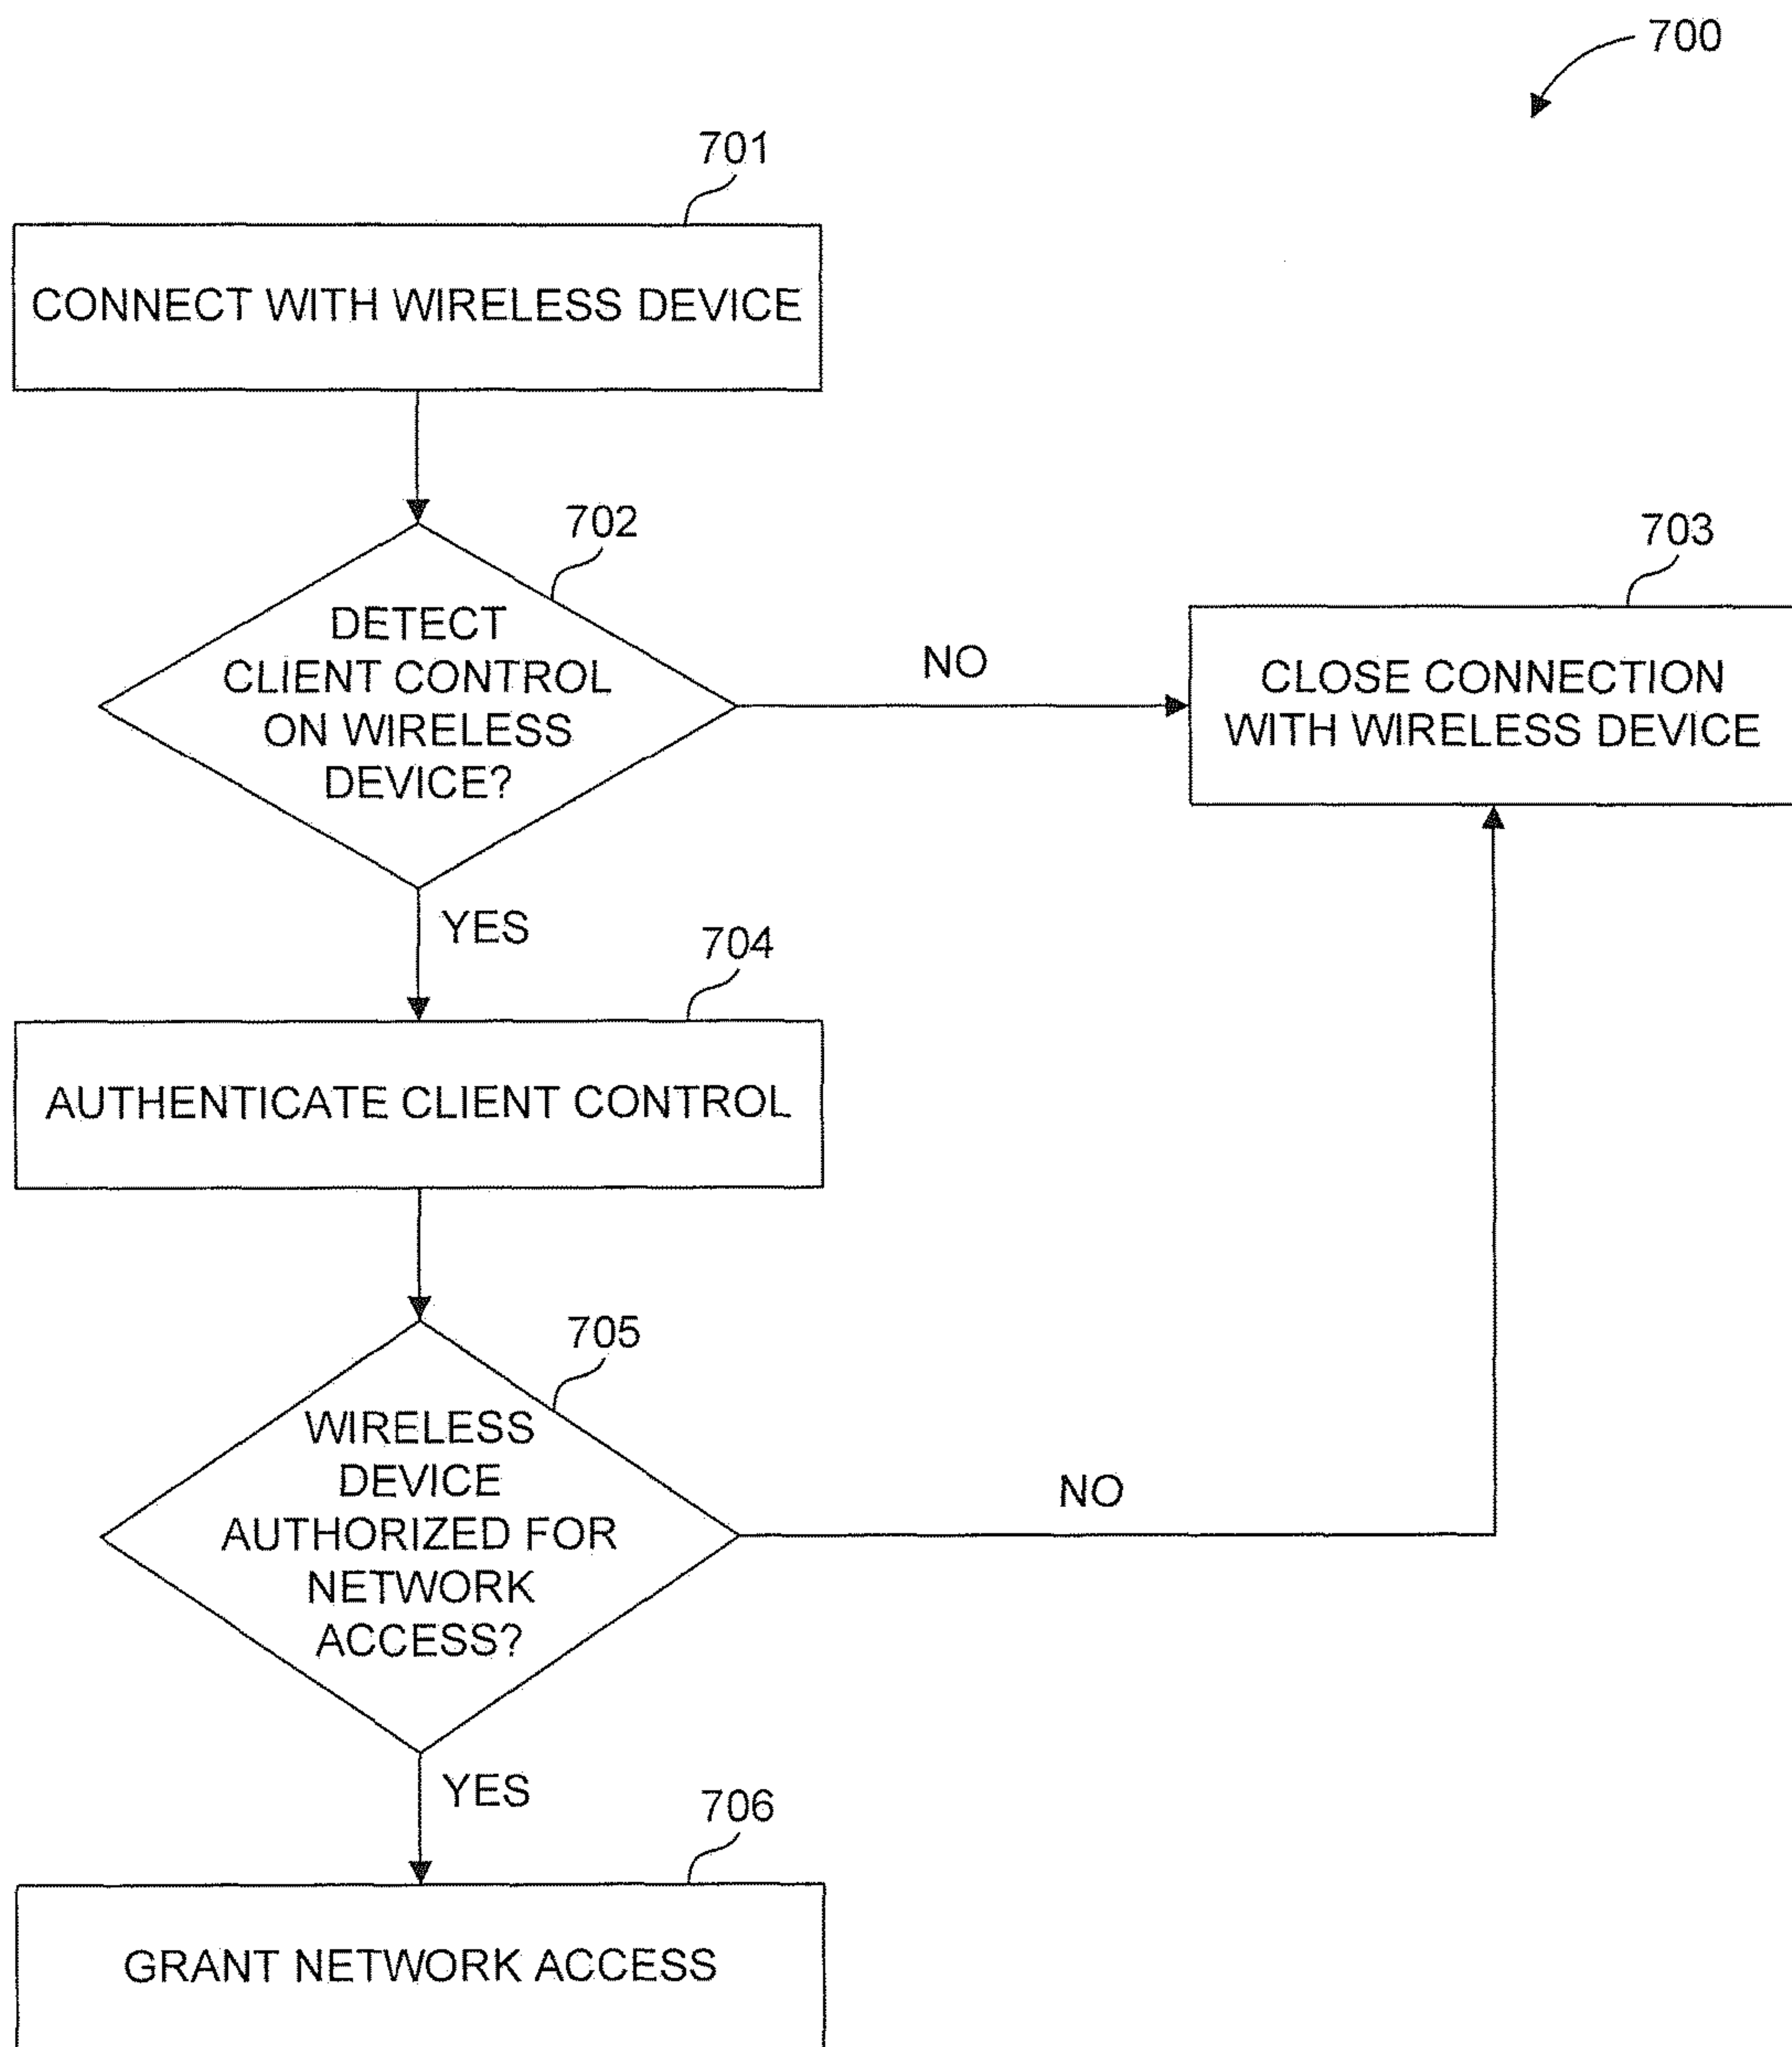 700
701
CONNECT WITH WIRELESS DEVICE
702
DETECT
CLIENT CONTROL
ON WIRELESS
DEVICE?
NO
703
CLOSE CONNECTION
WITH WIRELESS DEVICE
YES
704
AUTHENTICATE CLIENT CONTROL
705
WIRELESS
DEVICE
AUTHORIZED FOR
NETWORK
ACCESS?
NO
YES
706
GRANT NETWORK ACCESS